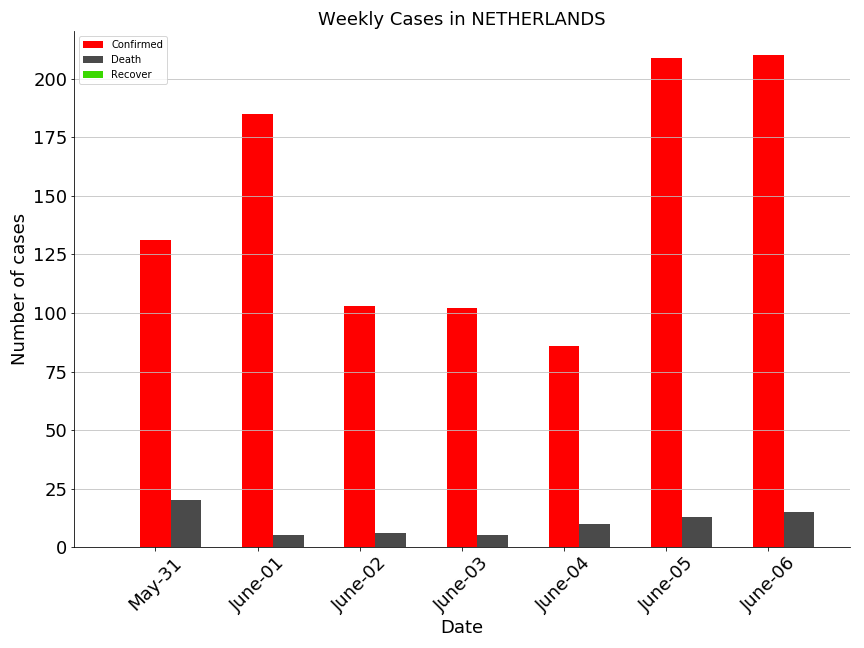 Weekly Cases in NETHERLANDS
Confirmed
Death
Recover
Number of cases
200
175
150
125
100
75
50
25
0
May-31
June-01
June-02
June-03
June-04
June-05
June-06
Date